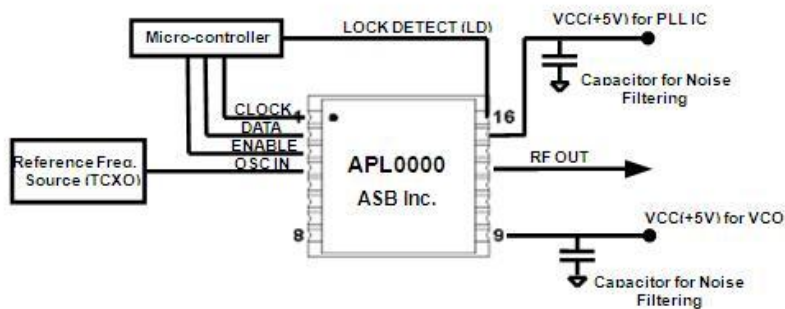 Micro-controller
LOCK DETECT (LD)
VCC(+5V) for PLL IC
Capacitor for Noise
Filtering
CLOCK
1
16
DATA
ENABLE
OSC IN
Reference Freq.
Source (TCXO)
APL0000
ASB Inc.
RF OUT
8
9
VCC(+5V) for VCO
Capacitor for Noise
Filtering